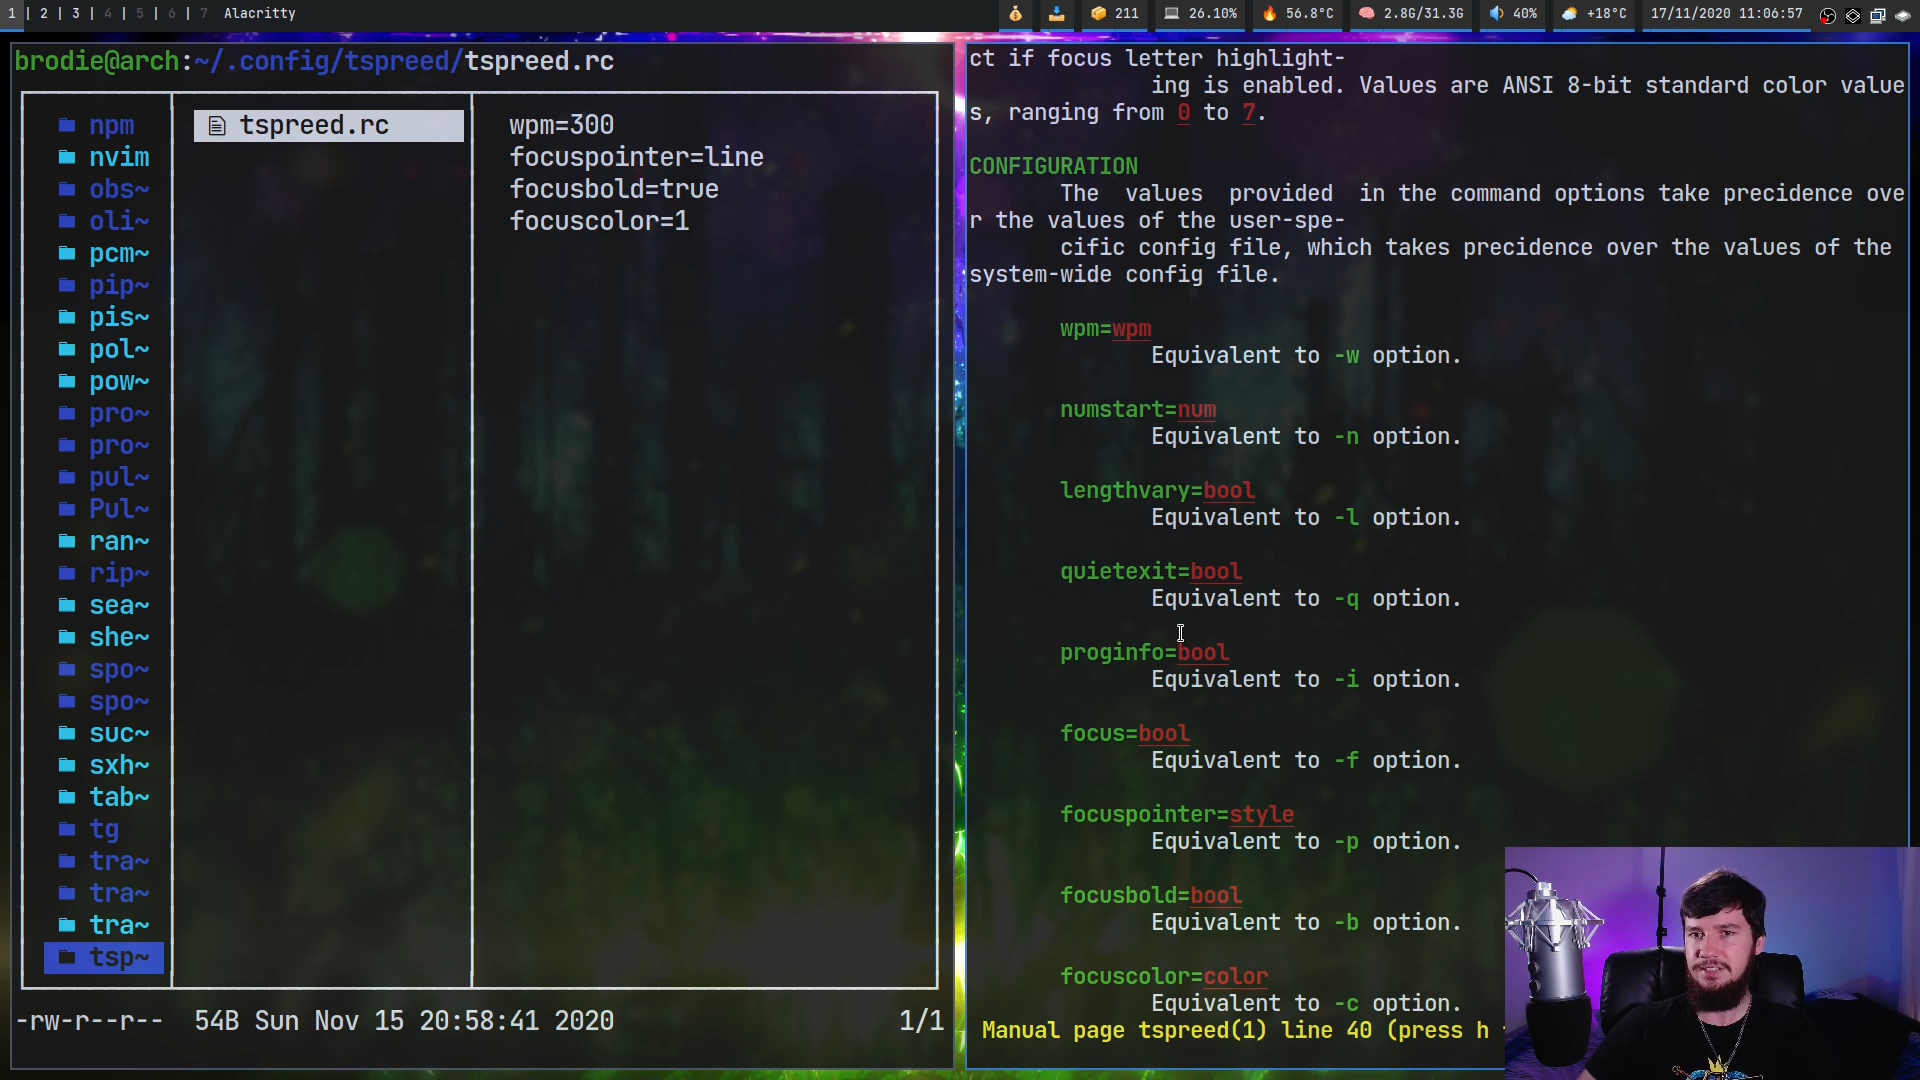 1 | 2 | 3 | 4 | 5 | 6 | 7 Alacritty
211 26.10% 56.8°C 2.8G/31.3G 40% +18°C 17/11/2020 11:06:57
brodie@arch:~/.config/tspreed/tspreed.rc
npm
nvim
obs~
oli~
pcm~
pip~
pis~
pol~
pow~
pro~
pro~
pul~
Pul~
ran~
rip~
sea~
she~
spo~
spo~
suc~
sxh~
tab~
tg
tra~
tra~
tra~
tsp~
tspreed.rc
wpm=300
focuspointer=line
focusbold=true
focuscolor=1
-rw-r--r-- 54B Sun Nov 15 20:58:41 2020 1/1
ct if focus letter highlight-
ing is enabled. Values are ANSI 8-bit standard color value
s, ranging from 0 to 7.
CONFIGURATION
The values provided in the command options take precidence ove
r the values of the user-spe-
cific config file, which takes precidence over the values of the
system-wide config file.
wpm=wpm
Equivalent to -w option.
numstart=num
Equivalent to -n option.
lengthvary=bool
Equivalent to -l option.
quietexit=bool
Equivalent to -q option.
proginfo=bool
Equivalent to -i option.
focus=bool
Equivalent to -f option.
focuspointer=style
Equivalent to -p option.
focusbold=bool
Equivalent to -b option.
focuscolor=color
Equivalent to -c option.
Manual page tspreed(1) line 40 (press h